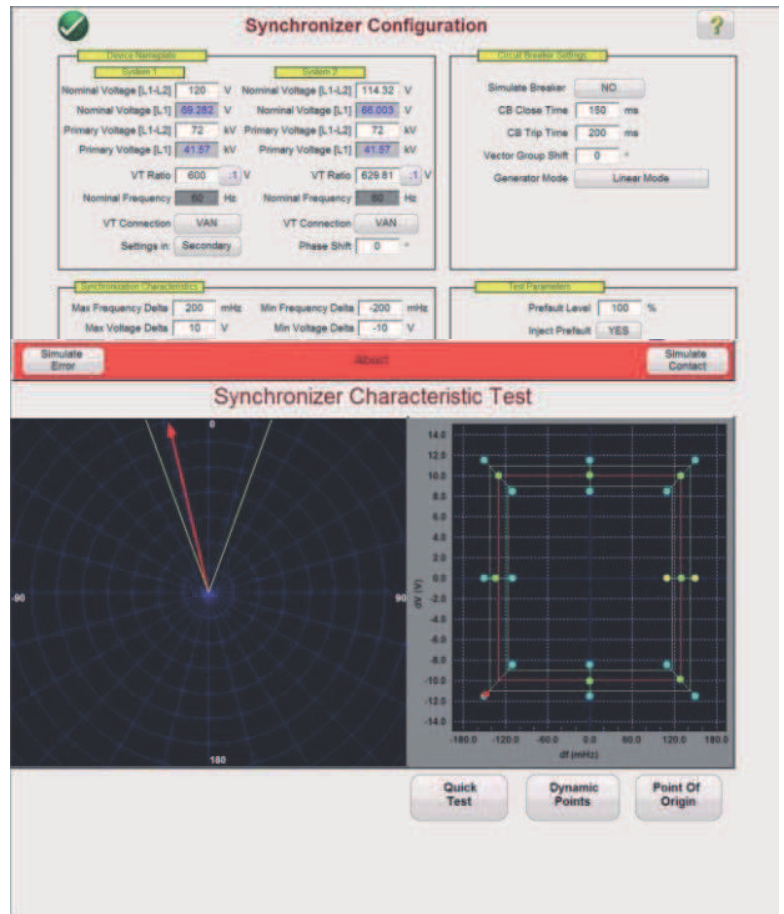 Synchronizer Configuration
?
Device Nameplate
System 1 System 2
Nominal Voltage [L1-L2] 120 V Nominal Voltage [L1-L2] 114.32 V
Nominal Voltage [L1] 69.282 V Nominal Voltage [L1] 66.003 V
Primary Voltage [L1-L2] 72 kV Primary Voltage [L1-L2] 72 kV
Primary Voltage [L1] 41.57 kV Primary Voltage [L1] 41.57 kV
VT Ratio 600 :1 V VT Ratio 629.81 :1 V
Nominal Frequency 60 Hz Nominal Frequency 60 Hz
VT Connection VAN VT Connection VAN
Settings in: Secondary Phase Shift 0 °
Circuit Breaker Settings
Simulate Breaker NO
CB Close Time 150 ms
CB Trip Time 200 ms
Vector Group Shift 0 °
Generator Mode Linear Mode
Synchronization Characteristics
Max Frequency Delta 200 mHz Min Frequency Delta -200 mHz
Max Voltage Delta 10 V Min Voltage Delta -10 V
Test Parameters
Prefault Level 100 %
Inject Prefault YES
Simulate Error
Abort
Simulate Contact
Synchronizer Characteristic Test
0
-90
90
180
14.0
12.0
10.0
8.0
6.0
4.0
2.0
0.0
-2.0
-4.0
-6.0
-8.0
-10.0
-12.0
-14.0
dV (V)
-180.0 -120.0 -60.0 0.0 60.0 120.0 180.0
df (mHz)
Quick Test
Dynamic Points
Point Of Origin